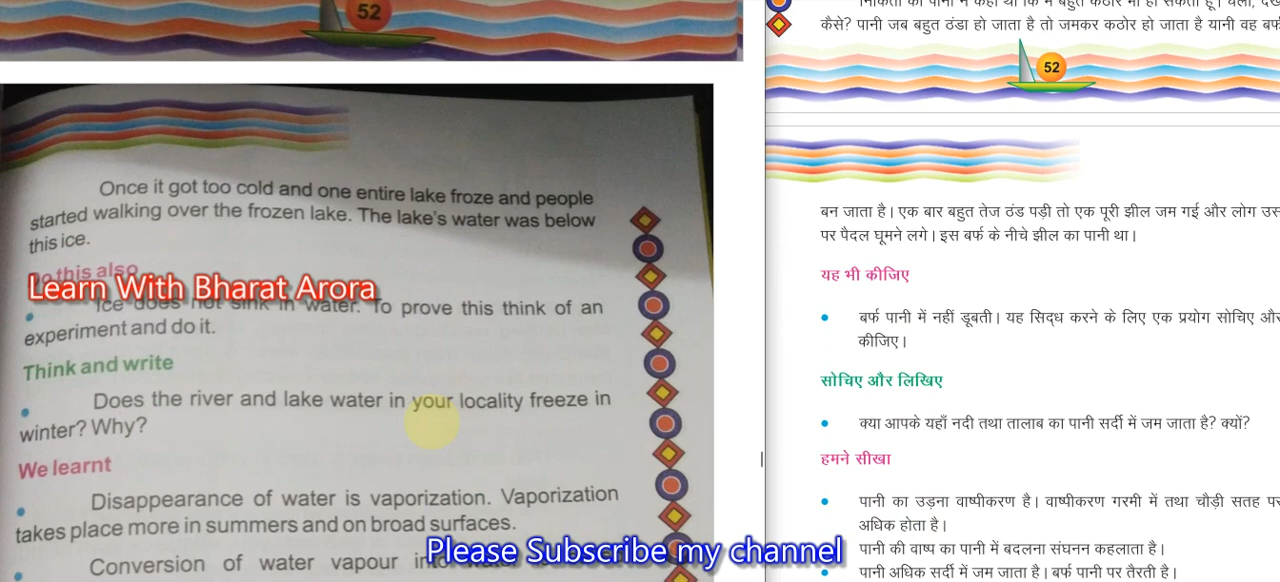 52
Once it got too cold and one entire lake froze and people
started walking over the frozen lake. The lake's water was below
this ice.
Do this also
Learn With Bharat Arora
Ice does not sink in water. To prove this think of an
experiment and do it.
Think and write
Does the river and lake water in your locality freeze in
winter? Why?
We learnt
Disappearance of water is vaporization. Vaporization
takes place more in summers and on broad surfaces.
Conversion of water vapour into water
Please Subscribe my channel
कैसे? पानी जब बहुत ठंडा हो जाता है तो जमकर कठोर हो जाता है यानी वह बर्फ
52
बन जाता है। एक बार बहुत तेज ठंड पड़ी तो एक पूरी झील जम गई और लोग उस
पर पैदल घूमने लगे। इस बर्फ के नीचे झील का पानी था।
यह भी कीजिए
बर्फ पानी में नहीं डूबती। यह सिद्ध करने के लिए एक प्रयोग सोचिए और
कीजिए।
सोचिए और लिखिए
क्या आपके यहाँ नदी तथा तालाब का पानी सर्दी में जम जाता है? क्यों?
हमने सीखा
पानी का उड़ना वाष्पीकरण है। वाष्पीकरण गरमी में तथा चौड़ी सतह पर
अधिक होता है।
पानी की वाष्प का पानी में बदलना संघनन कहलाता है।
पानी अधिक सर्दी में जम जाता है। बर्फ पानी पर तैरती है।